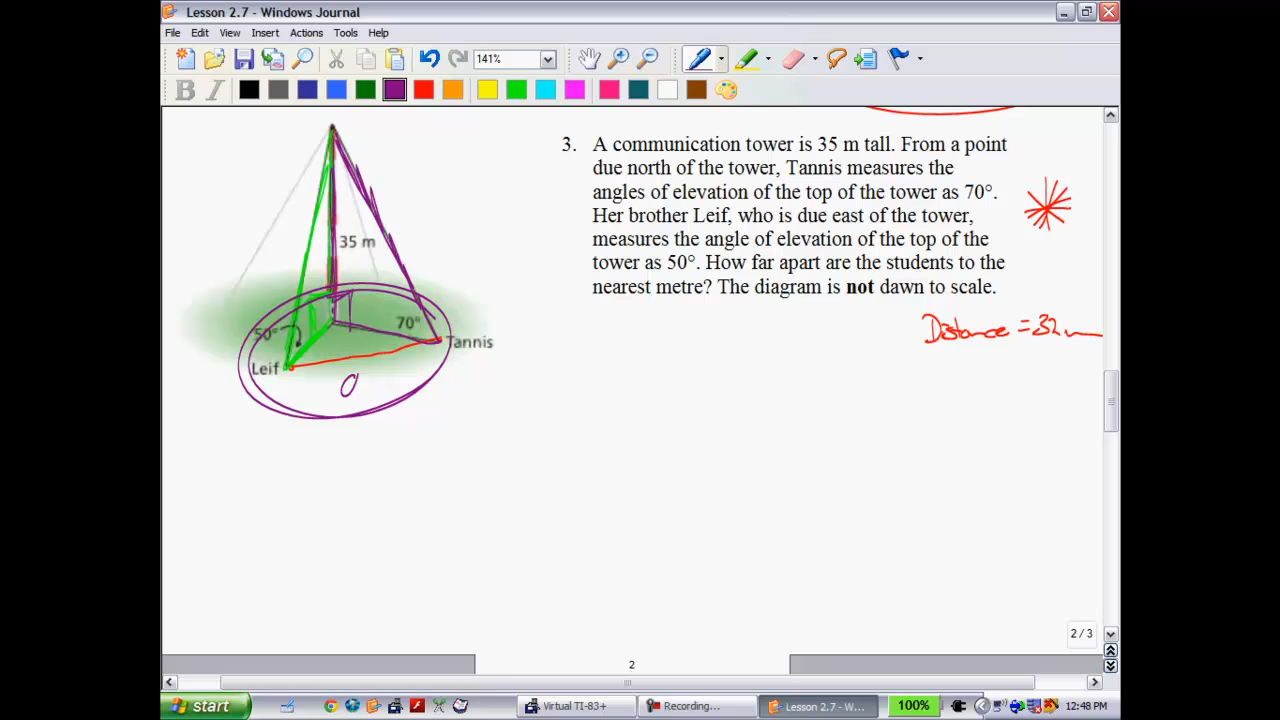 Lesson 2.7 - Windows Journal
File Edit View Insert Actions Tools Help
141%
B I
3. A communication tower is 35 m tall. From a point
due north of the tower, Tannis measures the
angles of elevation of the top of the tower as 70°.
Her brother Leif, who is due east of the tower,
measures the angle of elevation of the top of the
tower as 50°. How far apart are the students to the
nearest metre? The diagram is not dawn to scale.
35 m
50°
70°
Tannis
Leif
Distance = 32 m
2 / 3
2
start
Virtual TI-83+
Recording...
Lesson 2.7 - W...
100%
12:48 PM